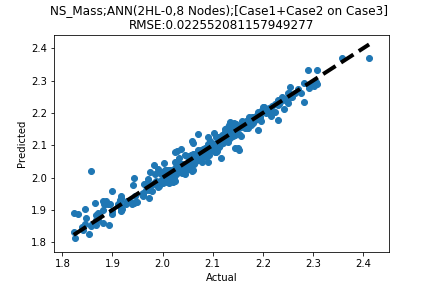 NS_Mass;ANN(2HL-0,8 Nodes);[Case1+Case2 on Case3]
RMSE:0.022552081157949277
2.4
2.3
2.2
2.1
2.0
1.9
1.8
Predicted
1.8 1.9 2.0 2.1 2.2 2.3 2.4
Actual